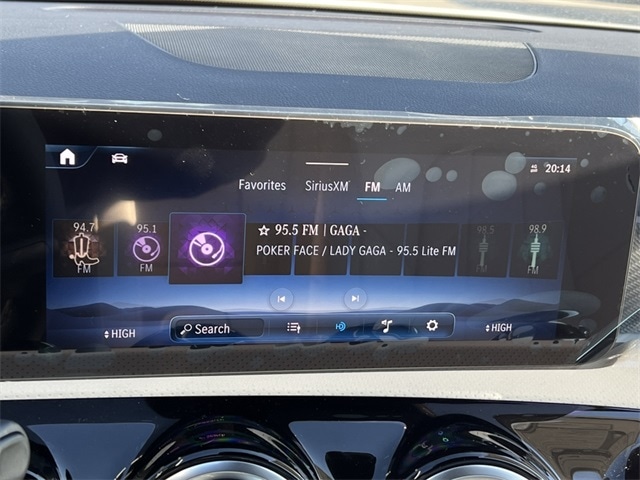 4G 20:14
Favorites SiriusXM FM AM
94.7 95.1 ☆ 95.5 FM | GAGA - 98.5 98.9
POKER FACE / LADY GAGA - 95.5 Lite FM
FM FM FM
HIGH Search HIGH